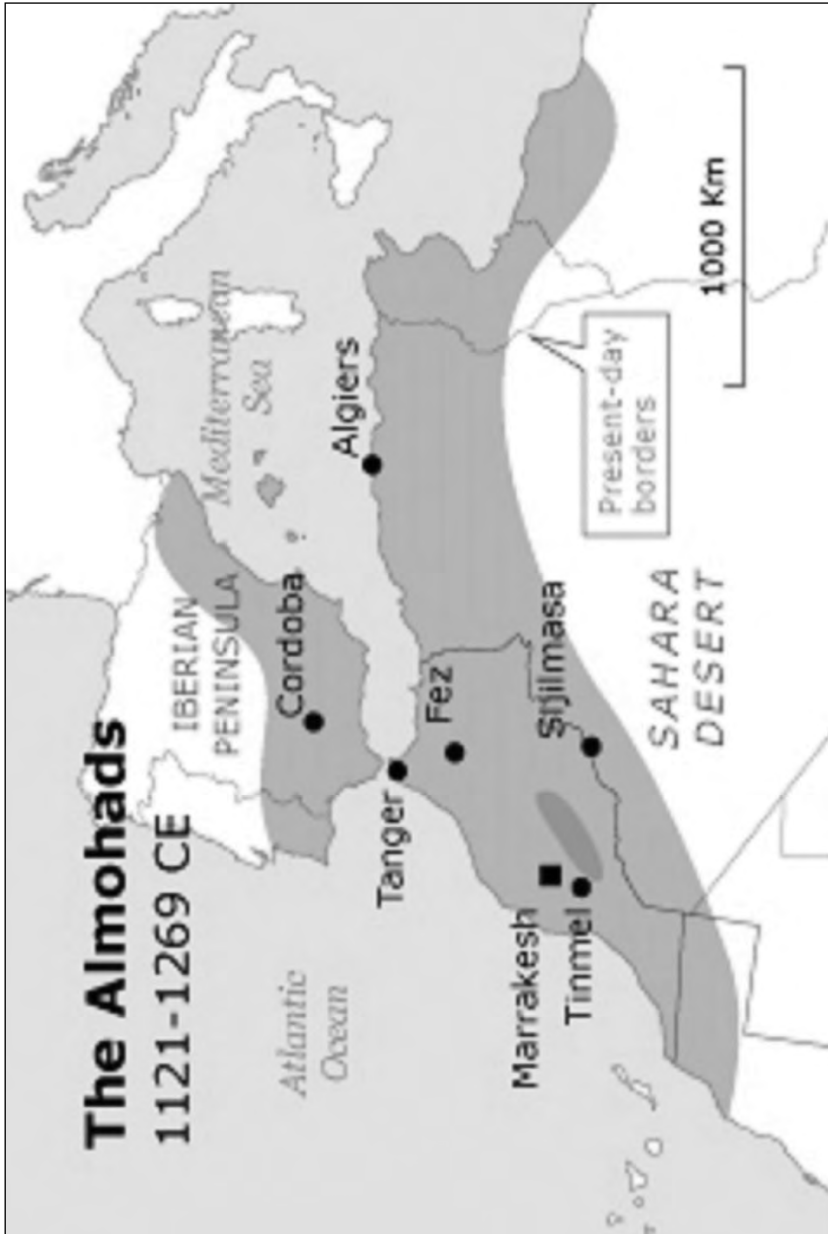 The Almohads
1121-1269 CE
Atlantic
Ocean
IBERIAN
PENINSULA
Cordoba
Mediterranean
Sea
Tanger
Algiers
Fez
Marrakesh
Tinmel
Sijilmasa
SAHARA
DESERT
Present-day
borders
1000 Km